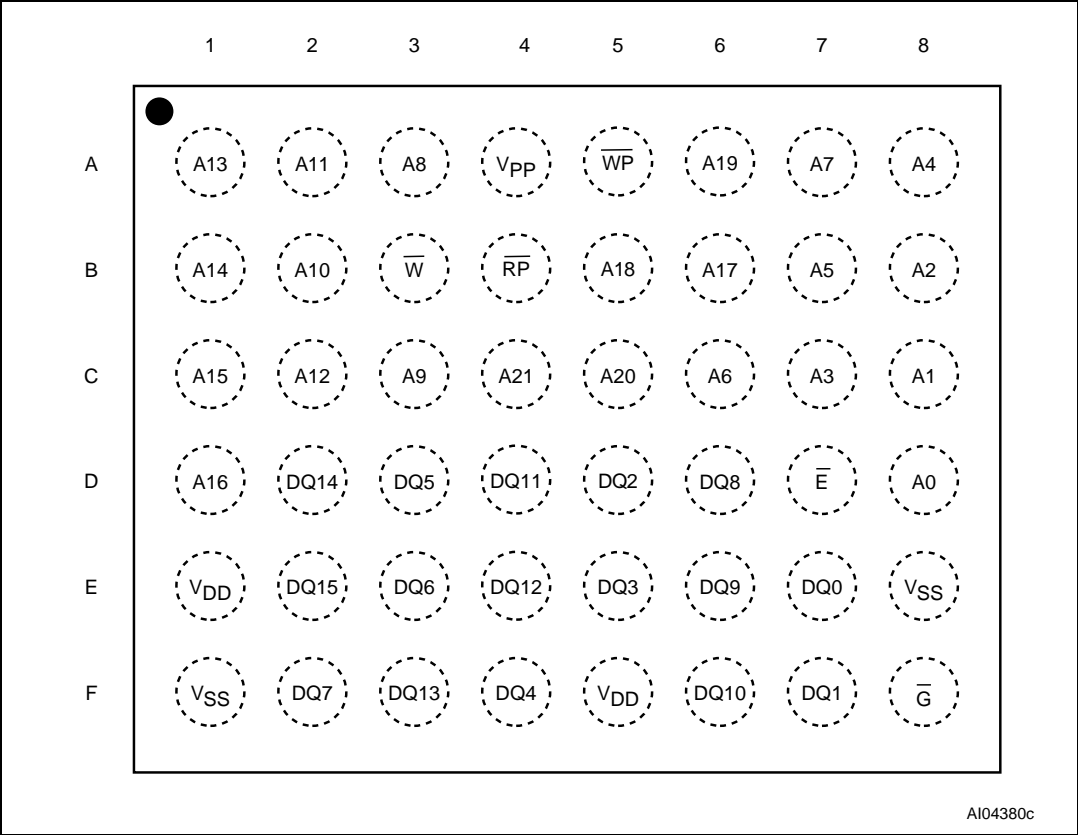 1 2 3 4 5 6 7 8
A A13 A11 A8 VPP W̅P̅ A19 A7 A4
B A14 A10 W̅ R̅P̅ A18 A17 A5 A2
C A15 A12 A9 A21 A20 A6 A3 A1
D A16 DQ14 DQ5 DQ11 DQ2 DQ8 E̅ A0
E VDD DQ15 DQ6 DQ12 DQ3 DQ9 DQ0 VSS
F VSS DQ7 DQ13 DQ4 VDD DQ10 DQ1 G̅
AI04380c